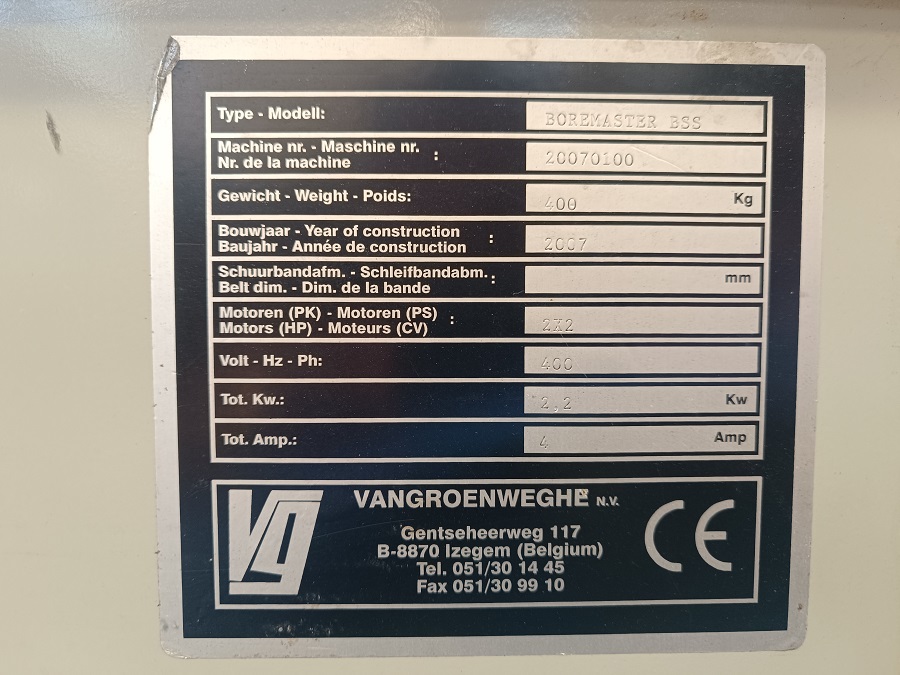 Type - Modell: BOREMASTER BSS
Machine nr. - Maschine nr.
Nr. de la machine : 20070100
Gewicht - Weight - Poids: 400 Kg
Bouwjaar - Year of construction
Baujahr - Année de construction : 2007
Schuurbandafm. - Schleifbandabm.
Belt dim. - Dim. de la bande : mm
Motoren (PK) - Motoren (PS)
Motors (HP) - Moteurs (CV) : 2X2
Volt - Hz - Ph: 400
Tot. Kw.: 2,2 Kw
Tot. Amp.: 4 Amp
Vg
VANGROENWEGHE N.V.
Gentseheerweg 117
B-8870 Izegem (Belgium)
Tel. 051/30 14 45
Fax 051/30 99 10
CE